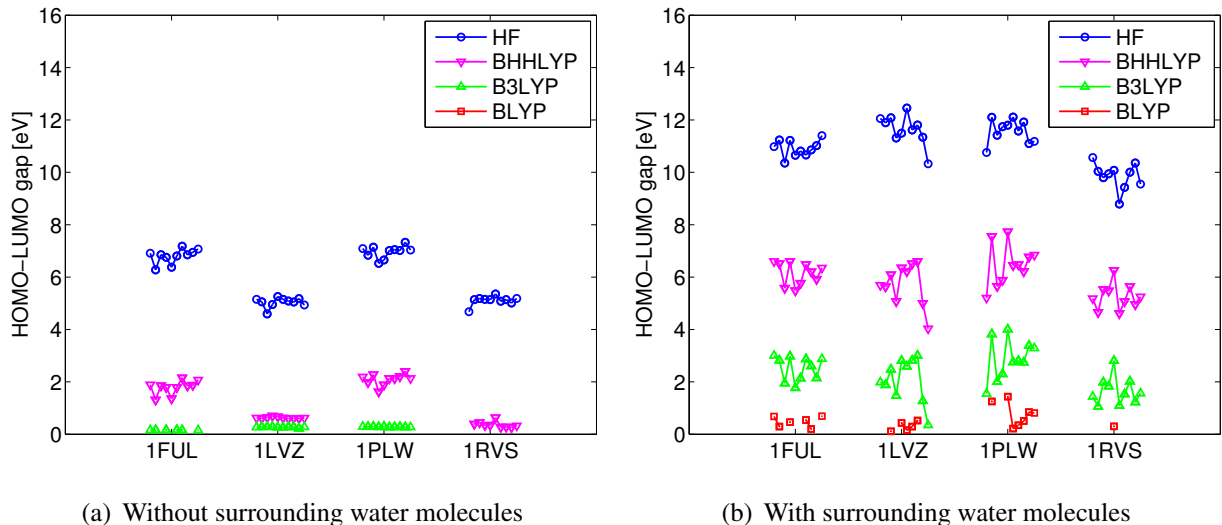 16
14
12
10
8
6
4
2
0
HOMO−LUMO gap [eV]
HF
BHHLYP
B3LYP
BLYP
1FUL 1LVZ 1PLW 1RVS
(a) Without surrounding water molecules
16
14
12
10
8
6
4
2
0
HOMO−LUMO gap [eV]
HF
BHHLYP
B3LYP
BLYP
1FUL 1LVZ 1PLW 1RVS
(b) With surrounding water molecules